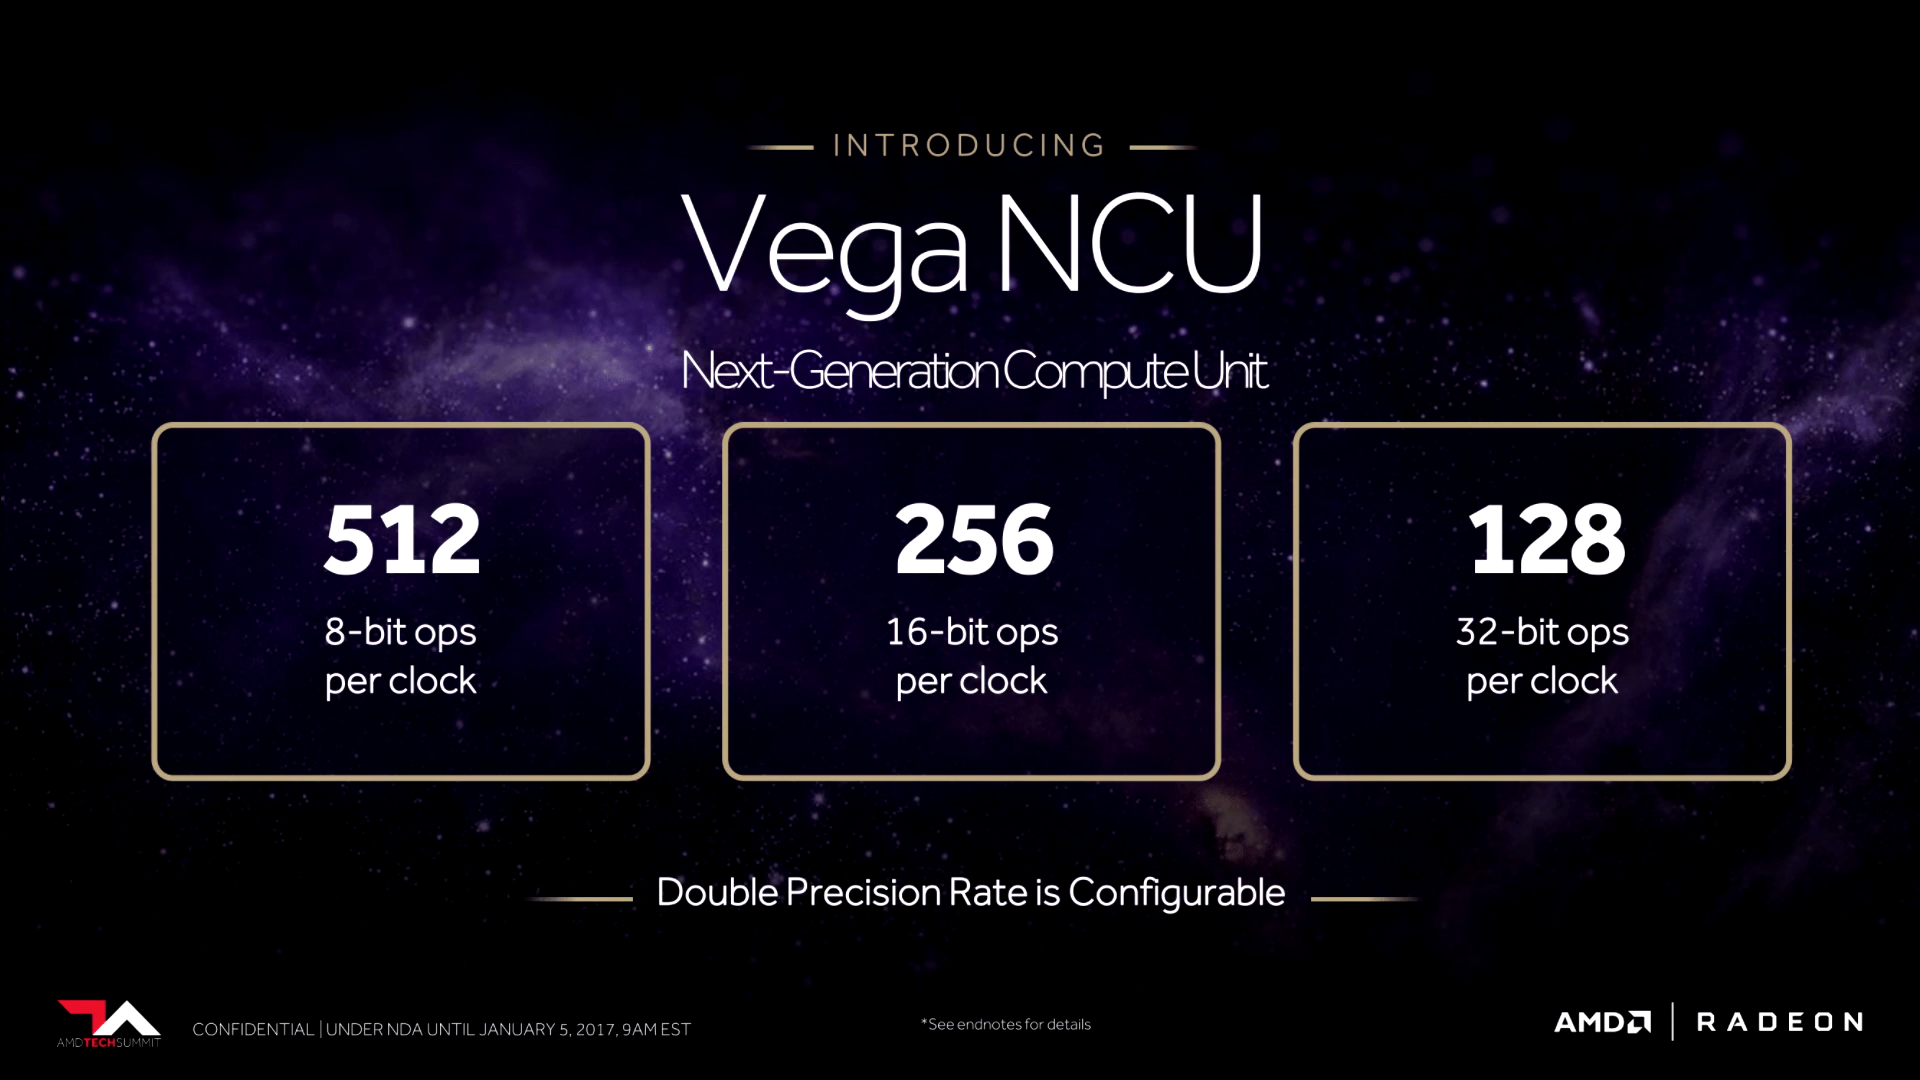 INTRODUCING
Vega NCU
Next-Generation Compute Unit
512
8-bit ops
per clock
256
16-bit ops
per clock
128
32-bit ops
per clock
Double Precision Rate is Configurable
AMDTECHSUMMIT
CONFIDENTIAL | UNDER NDA UNTIL JANUARY 5, 2017, 9AM EST
*See endnotes for details
AMD | RADEON